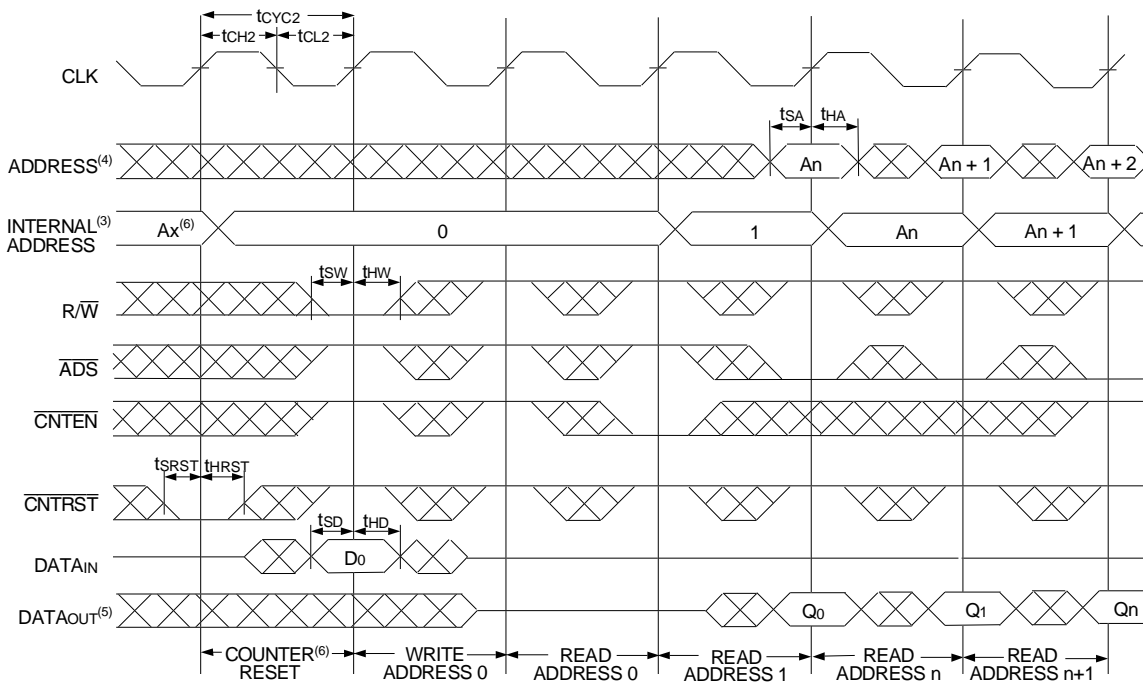 tCYC2
tCH2 tCL2
CLK
tSA tHA
ADDRESS(4) An An + 1 An + 2
INTERNAL(3) ADDRESS Ax(6) 0 1 An An + 1
tSW tHW
R/W
ADS
CNTEN
tSRST tHRST
CNTRST
tSD tHD
DATAIN D0
DATAOUT(5) Q0 Q1 Qn
COUNTER(6) RESET
WRITE ADDRESS 0
READ ADDRESS 0
READ ADDRESS 1
READ ADDRESS n
READ ADDRESS n+1